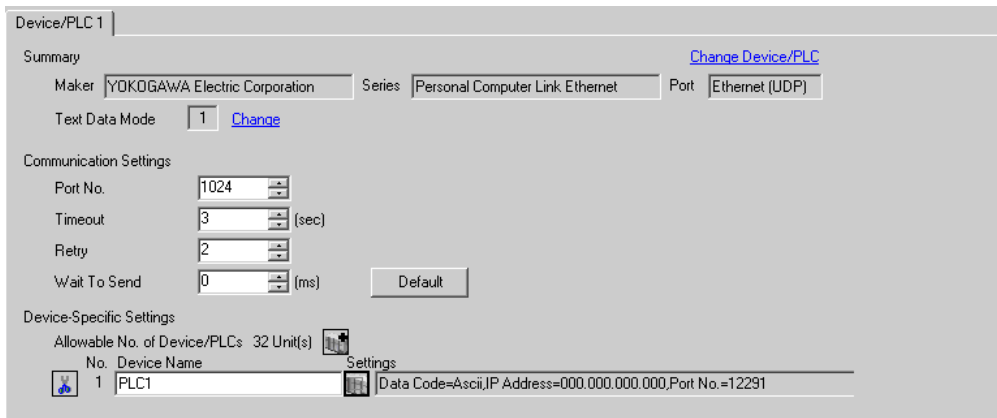 Device/PLC 1
Summary Change Device/PLC
Maker YOKOGAWA Electric Corporation Series Personal Computer Link Ethernet Port Ethernet (UDP)
Text Data Mode 1 Change
Communication Settings
Port No. 1024
Timeout 3 (sec)
Retry 2
Wait To Send 0 (ms) Default
Device-Specific Settings
Allowable No. of Device/PLCs 32 Unit(s)
No. Device Name Settings
1 PLC1 Data Code=Ascii,IP Address=000.000.000.000,Port No.=12291